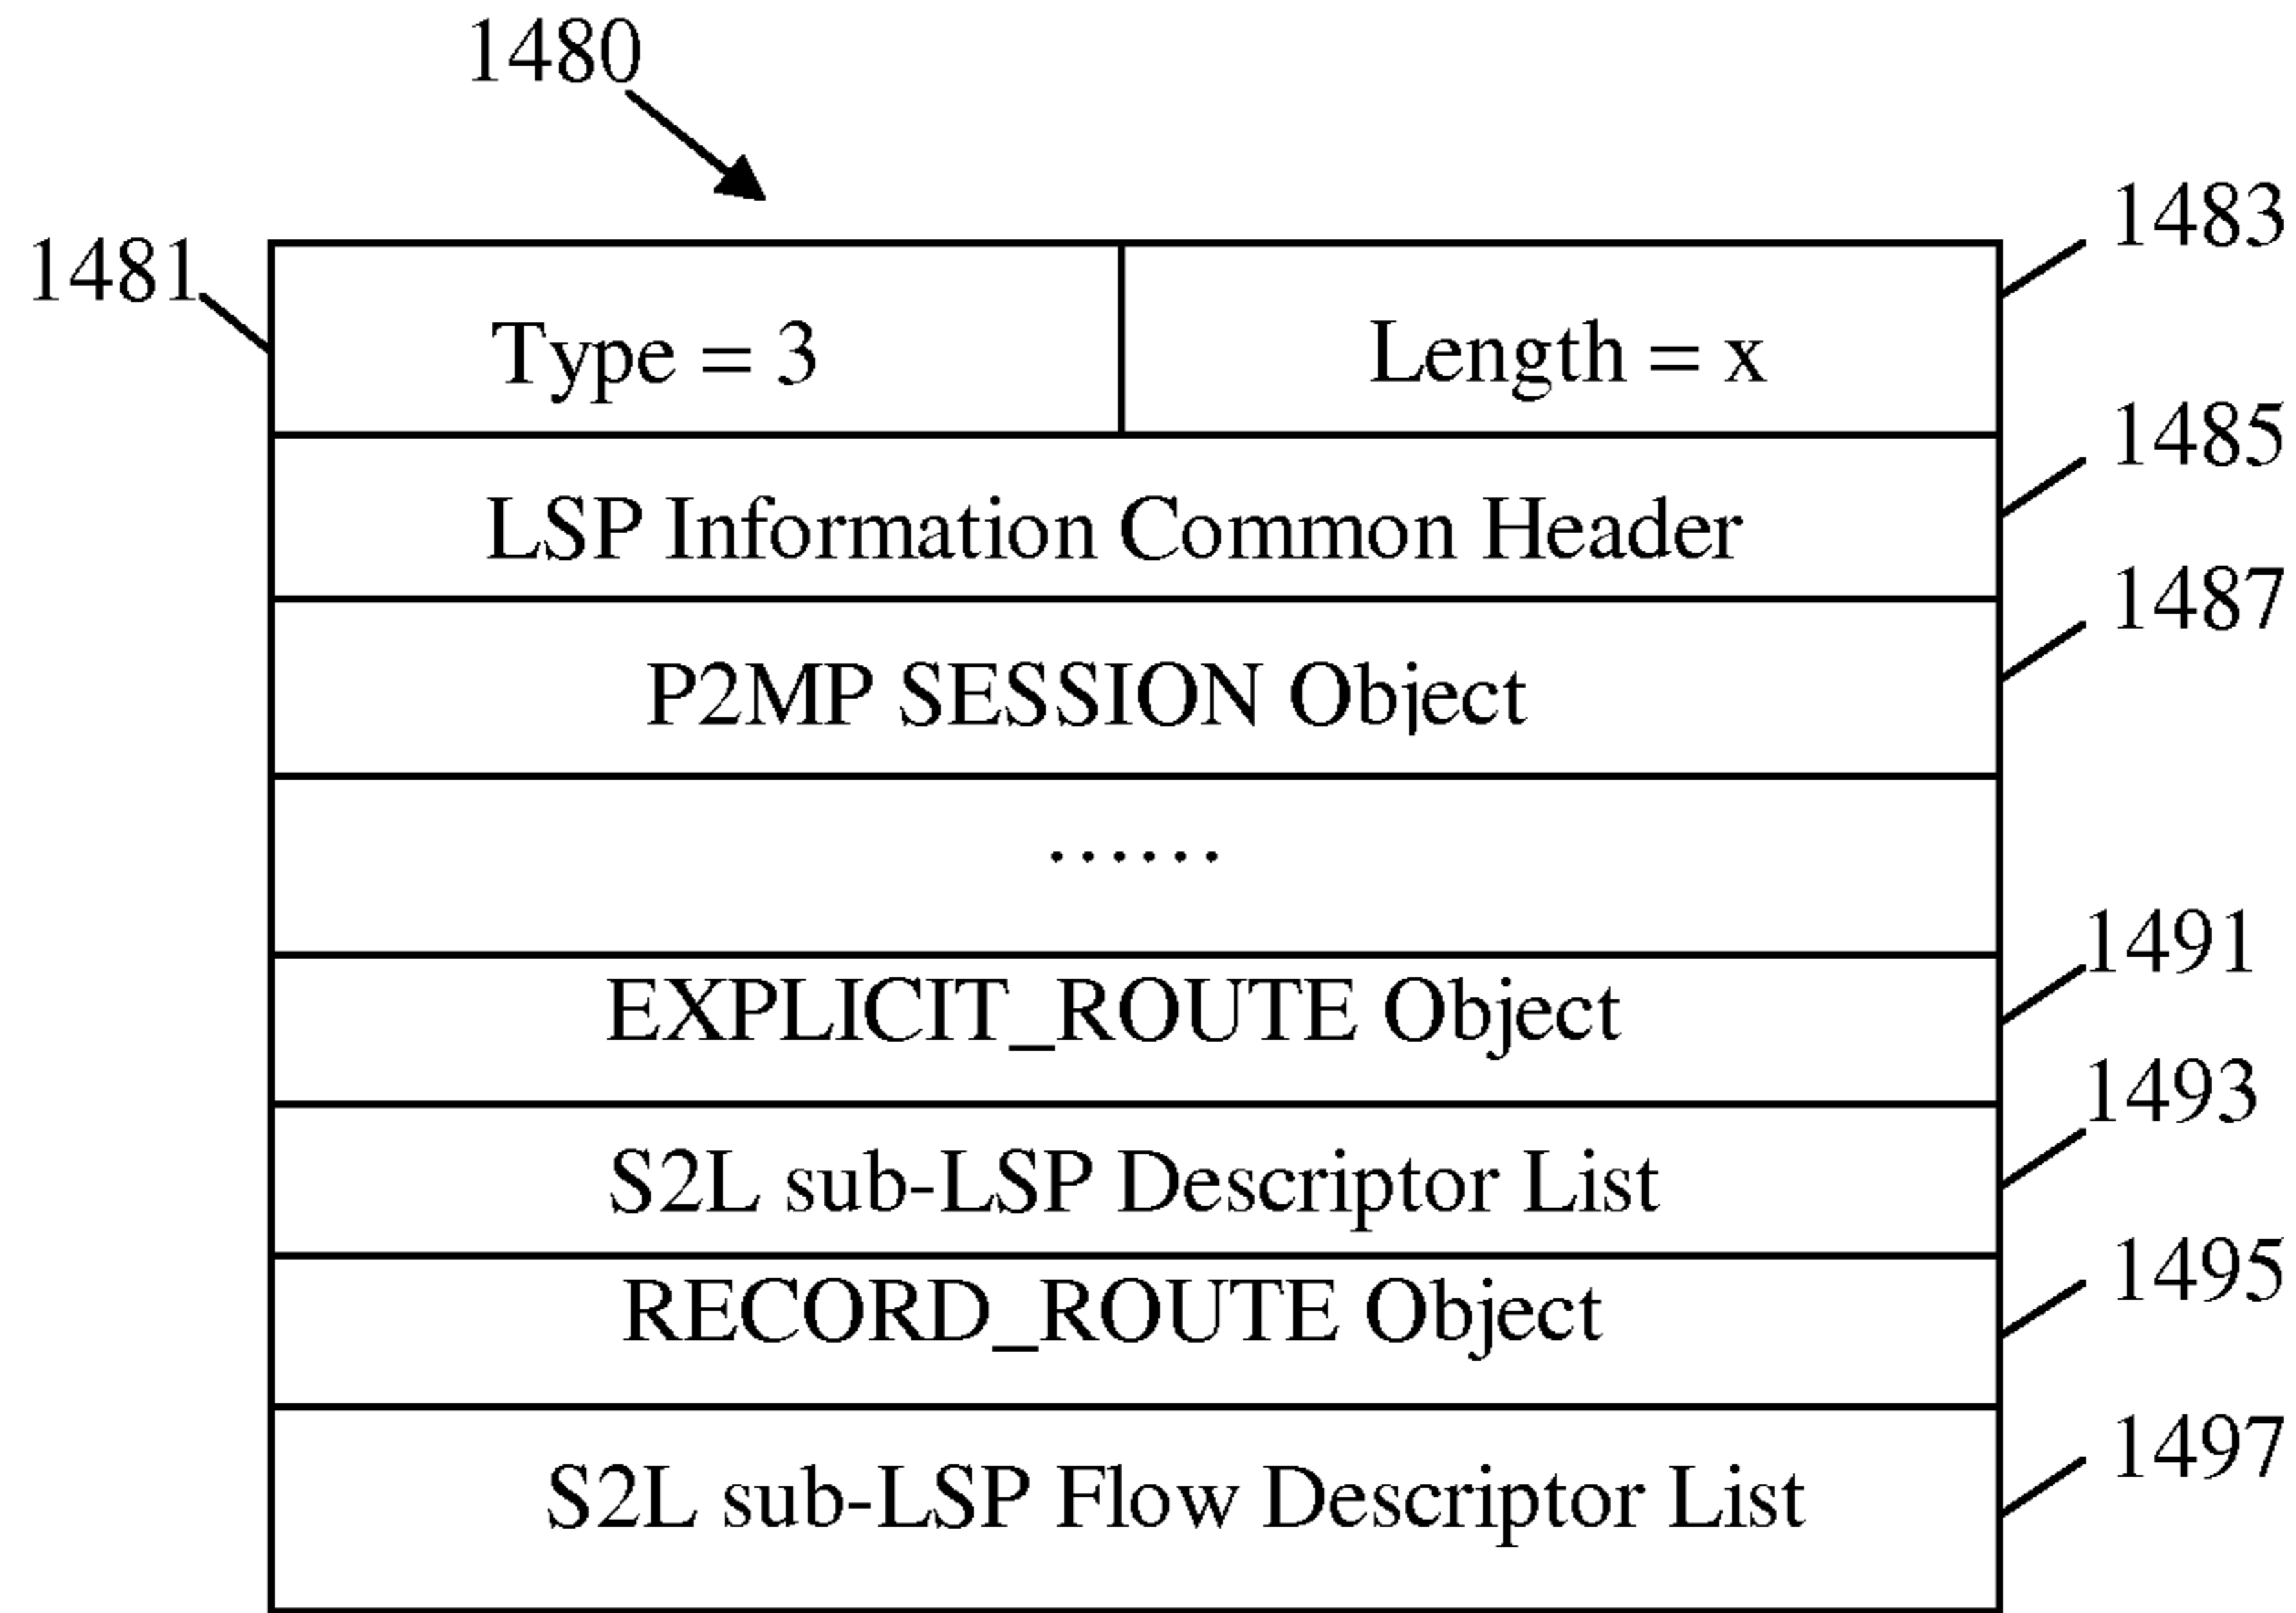 1480
1481
1483
Type = 3
Length = x
1485
LSP Information Common Header
1487
P2MP SESSION Object
......
1491
EXPLICIT_ROUTE Object
1493
S2L sub-LSP Descriptor List
1495
RECORD_ROUTE Object
1497
S2L sub-LSP Flow Descriptor List